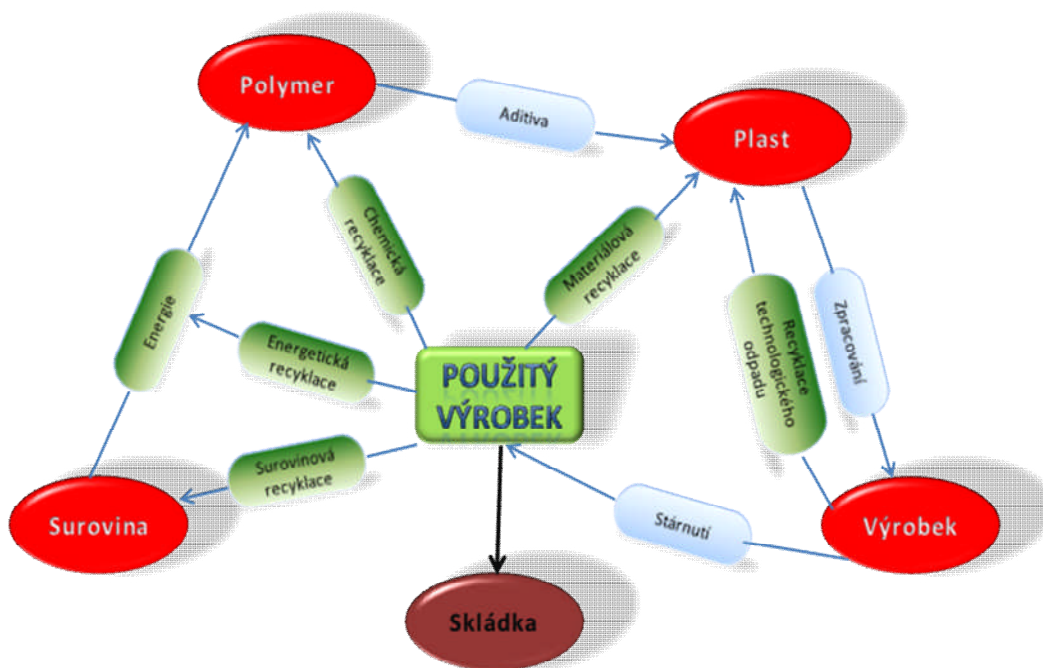 Polymer
Aditiva
Plast
Chemická
recyklace
Materiálová
recyklace
Energie
Energetická
recyklace
POUŽITÝ
VÝROBEK
Recyklace
technologického
odpadu
Zpracování
Surovinová
recyklace
Surovina
Stárnutí
Výrobek
Skládka